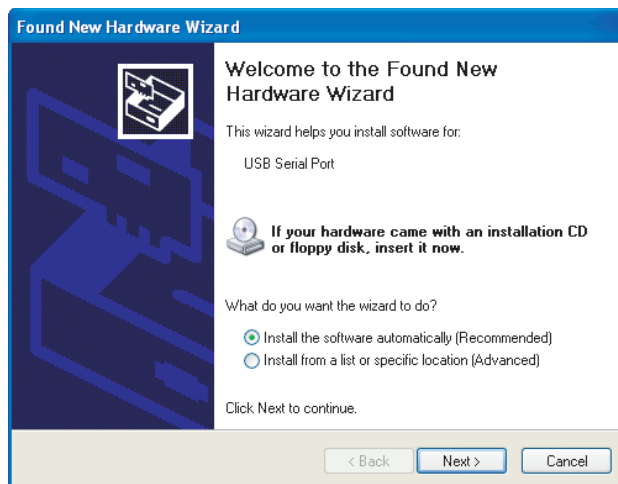 Found New Hardware Wizard
Welcome to the Found New
Hardware Wizard
This wizard helps you install software for:
USB Serial Port
If your hardware came with an installation CD
or floppy disk, insert it now.
What do you want the wizard to do?
Install the software automatically (Recommended)
Install from a list or specific location (Advanced)
Click Next to continue.
< Back Next > Cancel